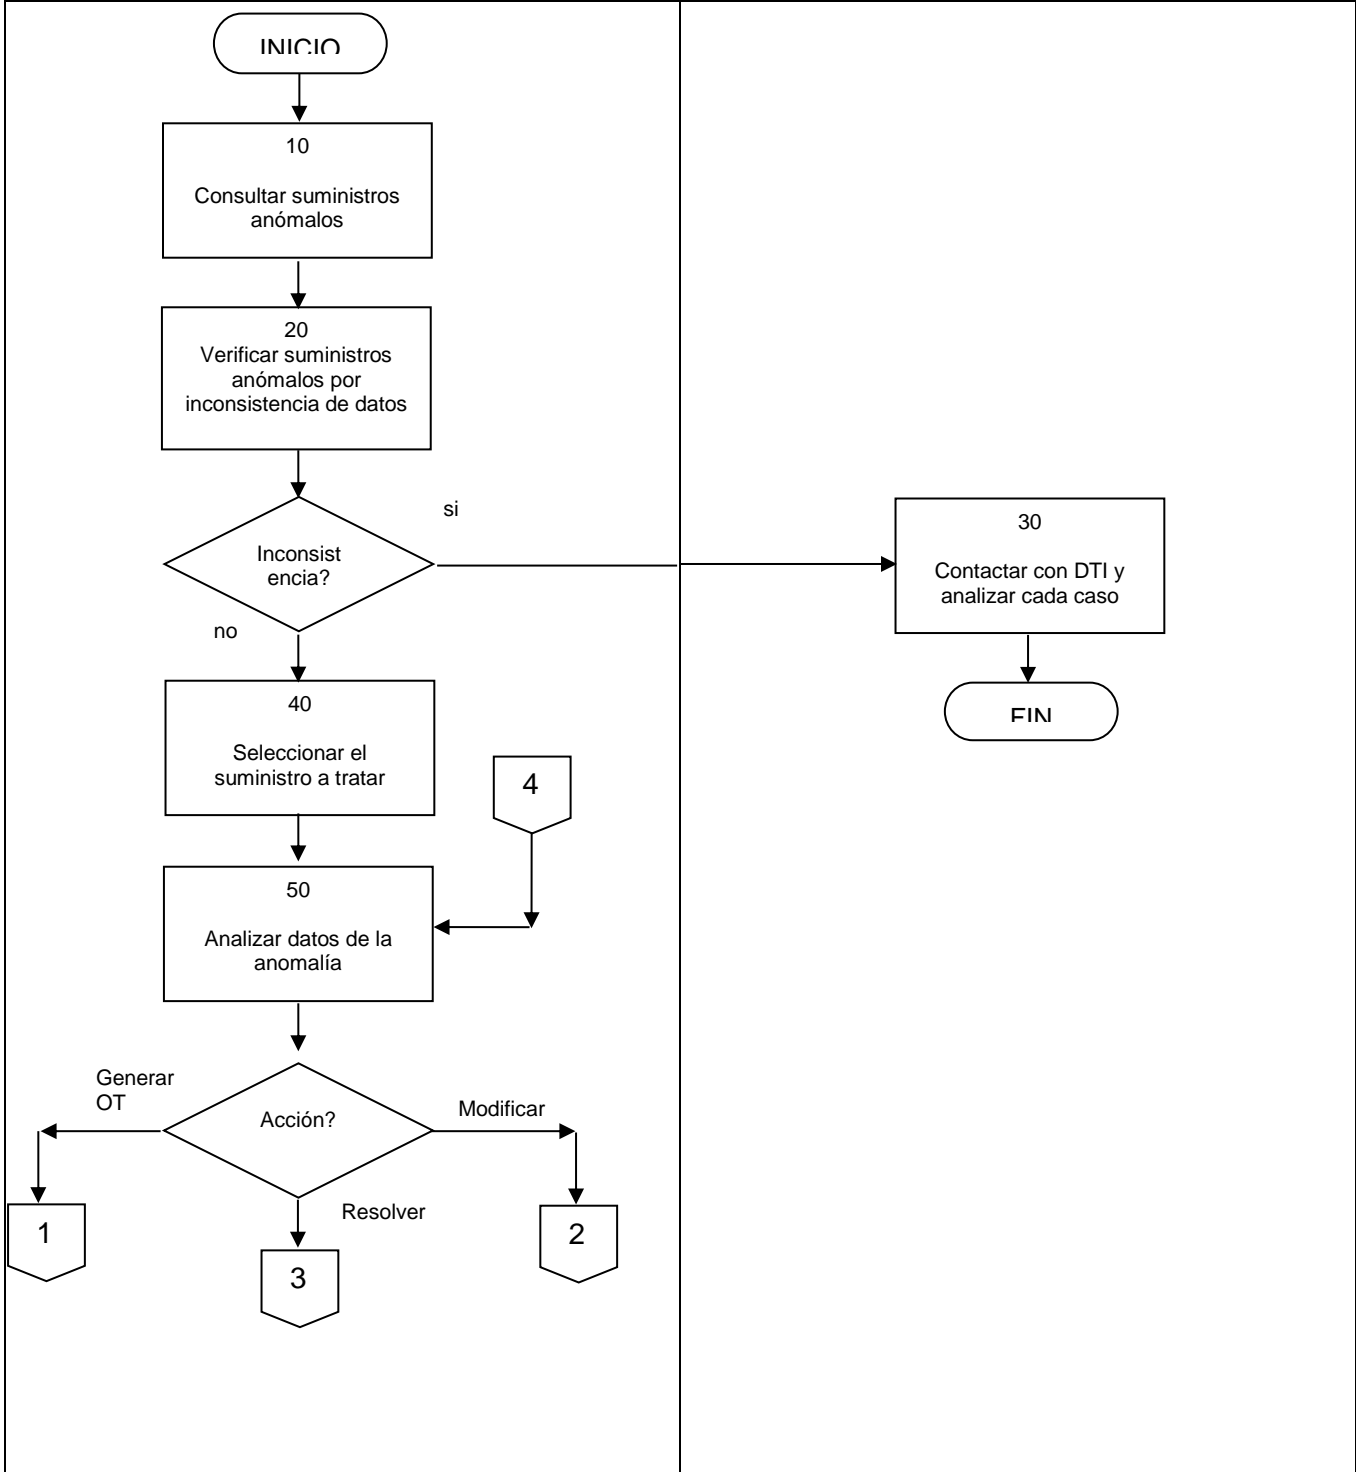 INICIO
10
Consultar suministros
anómalos
20
Verificar suministros
anómalos por
inconsistencia de datos
si
Inconsist
encia?
no
30
Contactar con DTI y
analizar cada caso
FIN
40
Seleccionar el
suministro a tratar
4
50
Analizar datos de la
anomalía
Generar
OT
Acción?
Modificar
Resolver
1
3
2